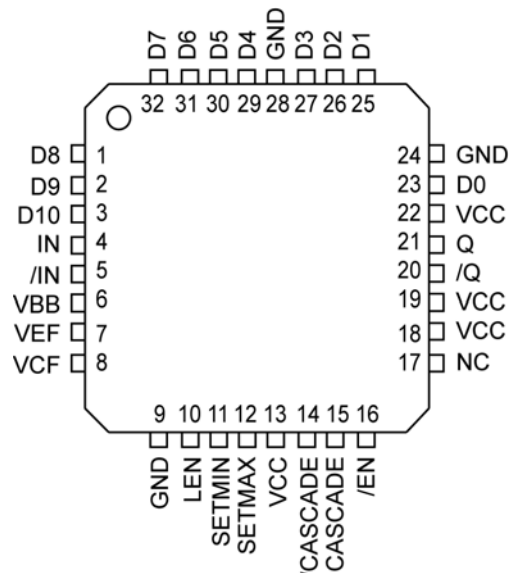 D7 D6 D5 D4 GND D3 D2 D1
32 31 30 29 28 27 26 25
D8 1 24 GND
D9 2 23 D0
D10 3 22 VCC
IN 4 21 Q
/IN 5 20 /Q
VBB 6 19 VCC
VEF 7 18 VCC
VCF 8 17 NC
9 10 11 12 13 14 15 16
GND LEN SETMIN SETMAX VCC /CASCADE CASCADE /EN